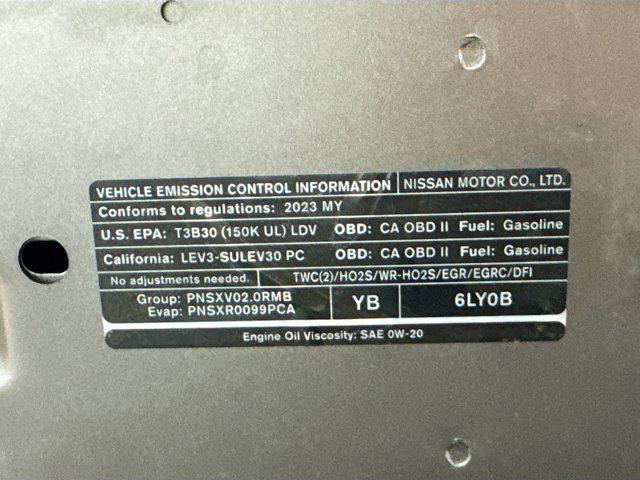 VEHICLE EMISSION CONTROL INFORMATION NISSAN MOTOR CO., LTD.
Conforms to regulations: 2023 MY
U.S. EPA: T3B30 (150K UL) LDV OBD: CA OBD II Fuel: Gasoline
California: LEV3-SULEV30 PC OBD: CA OBD II Fuel: Gasoline
No adjustments needed. TWC(2)/HO2S/WR-HO2S/EGR/EGRC/DFI
Group: PNSXV02.0RMB
Evap: PNSXR0099PCA
YB
6LY0B
Engine Oil Viscosity: SAE 0W-20